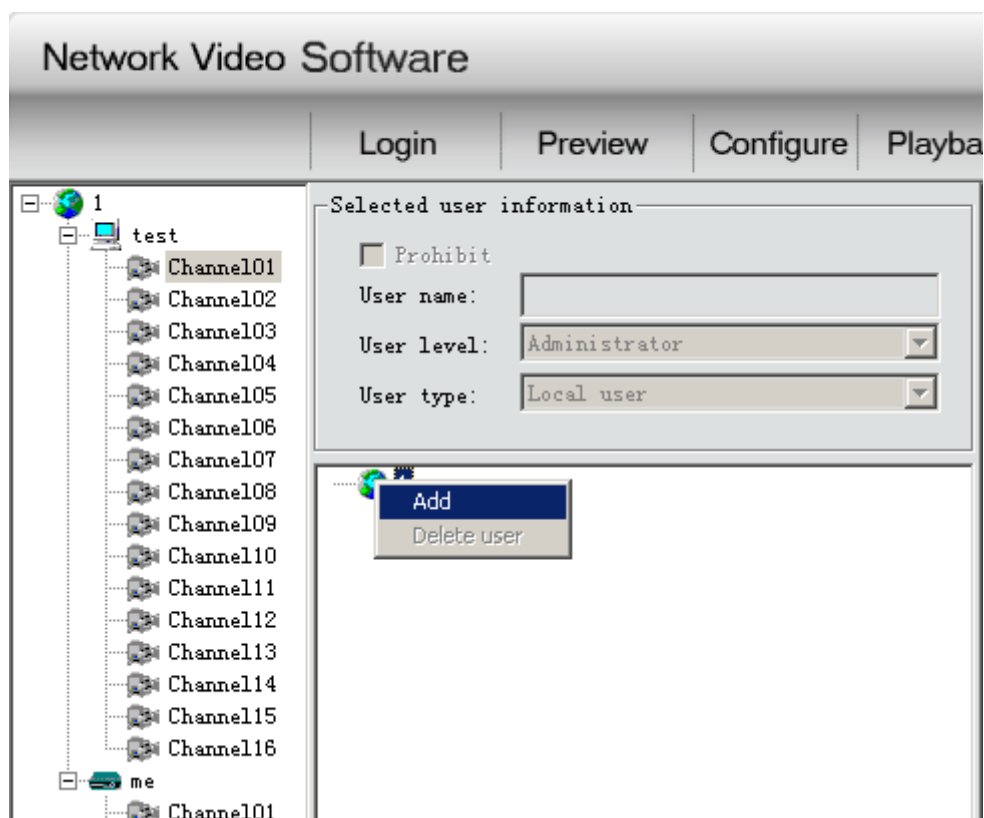 Network Video Software
Login Preview Configure Playba
1
test
Channel01
Channel02
Channel03
Channel04
Channel05
Channel06
Channel07
Channel08
Channel09
Channel10
Channel11
Channel12
Channel13
Channel14
Channel15
Channel16
me
Channel01
Selected user information
Prohibit
User name:
User level: Administrator
User type: Local user
Add
Delete user